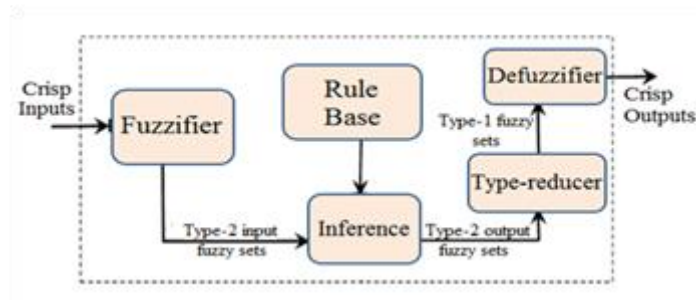 Crisp
Inputs
Fuzzifier
Rule
Base
Defuzzifier
Crisp
Outputs
Type-1 fuzzy
sets
Type-reducer
Type-2 input
fuzzy sets
Inference
Type-2 output
fuzzy sets